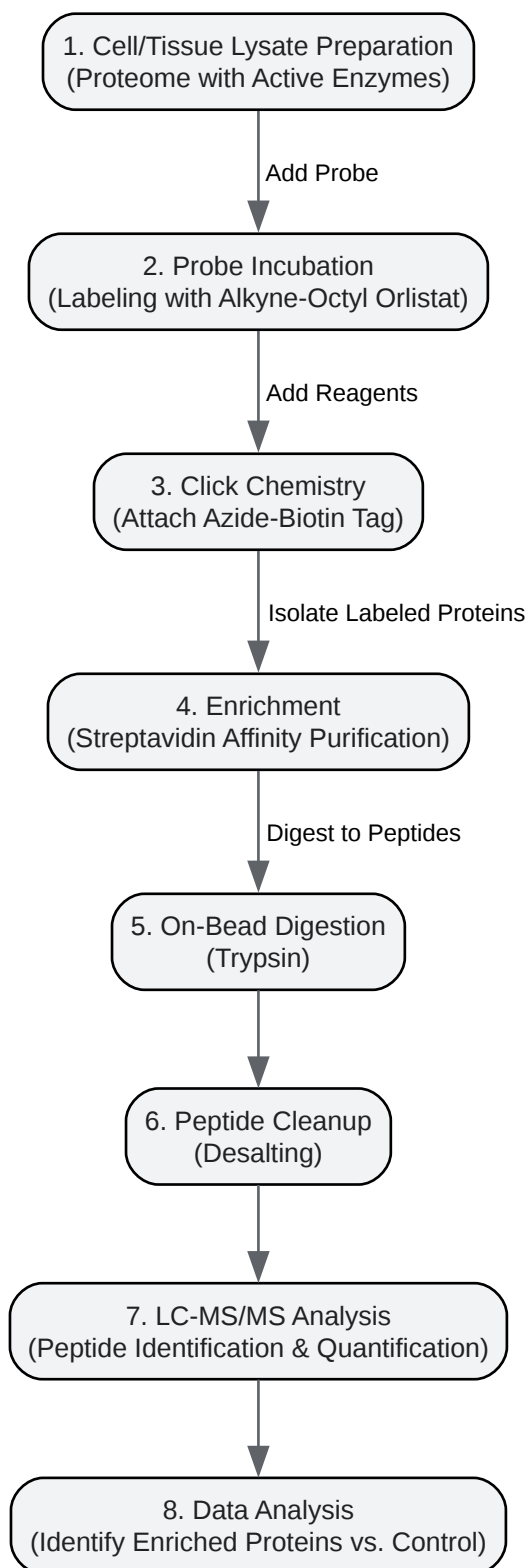 1. Cell/Tissue Lysate Preparation
(Proteome with Active Enzymes)
Add Probe
2. Probe Incubation
(Labeling with Alkyne-Octyl Orlistat)
Add Reagents
3. Click Chemistry
(Attach Azide-Biotin Tag)
Isolate Labeled Proteins
4. Enrichment
(Streptavidin Affinity Purification)
Digest to Peptides
5. On-Bead Digestion
(Trypsin)
6. Peptide Cleanup
(Desalting)
7. LC-MS/MS Analysis
(Peptide Identification & Quantification)
8. Data Analysis
(Identify Enriched Proteins vs. Control)